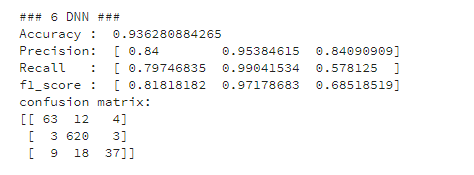 ### 6 DNN ###
Accuracy :  0.936280884265
Precision:  [ 0.84        0.95384615  0.84090909]
Recall   :  [ 0.79746835  0.99041534  0.578125  ]
f1_score :  [ 0.81818182  0.97178683  0.68518519]
confusion matrix:
[[ 63  12   4]
 [  3 620   3]
 [  9  18  37]]